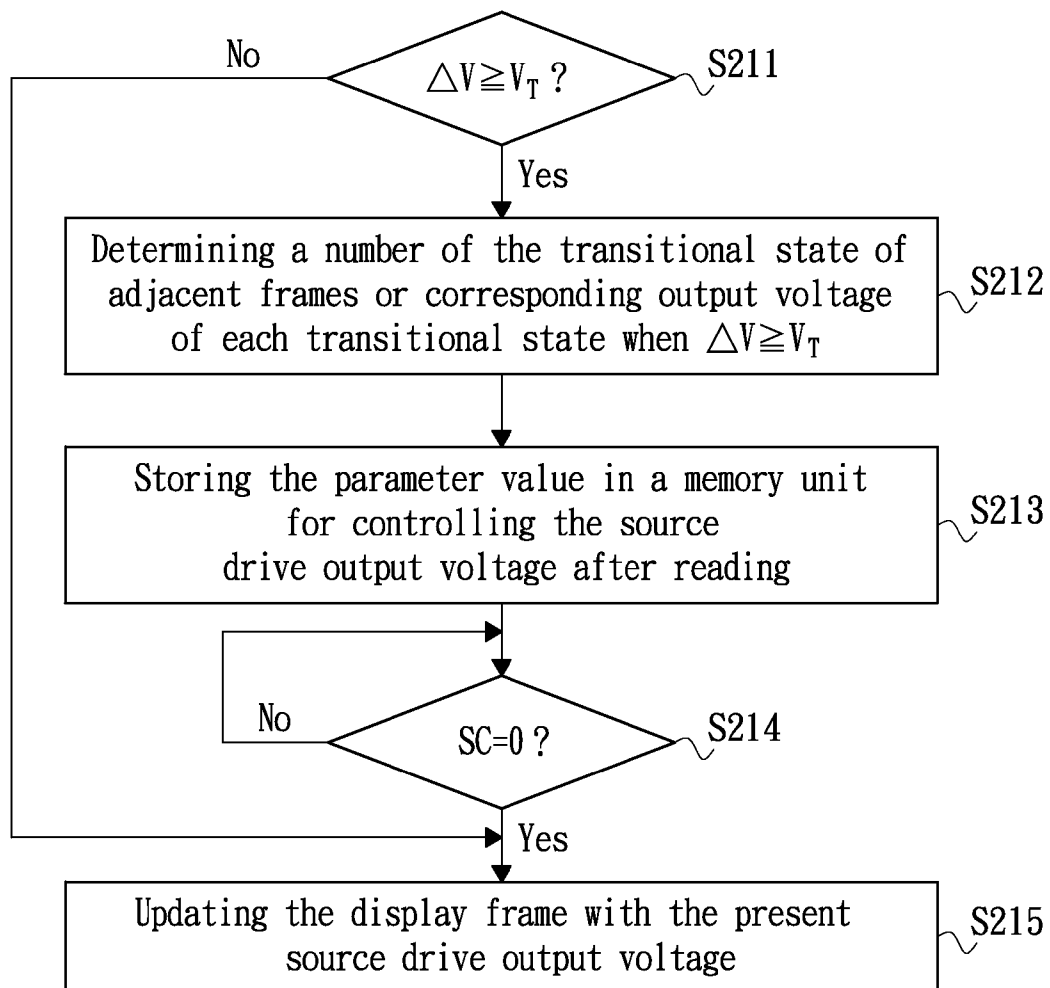 No
△V≧V_T ?
S211
Yes
Determining a number of the transitional state of
adjacent frames or corresponding output voltage
of each transitional state when △V≧V_T
S212
Storing the parameter value in a memory unit
for controlling the source
drive output voltage after reading
S213
No
SC=0 ?
S214
Yes
Updating the display frame with the present
source drive output voltage
S215